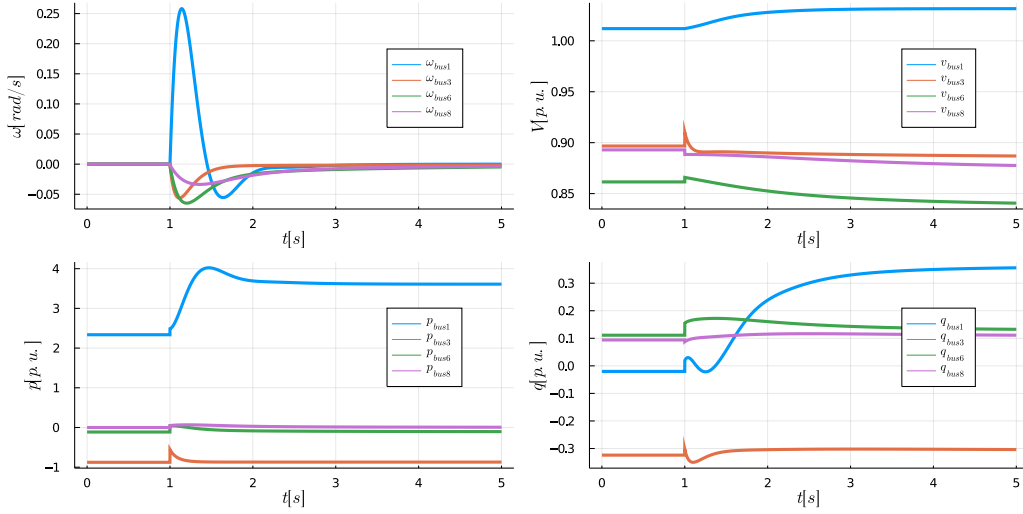 ω[rad/s]
0.25
0.20
0.15
0.10
0.05
0.00
−0.05
0 1 2 3 4 5
t[s]
ω_bus1
ω_bus3
ω_bus6
ω_bus8
V[p.u.]
1.00
0.95
0.90
0.85
0 1 2 3 4 5
t[s]
v_bus1
v_bus3
v_bus6
v_bus8
p[p.u.]
4
3
2
1
0
−1
0 1 2 3 4 5
t[s]
p_bus1
p_bus3
p_bus6
p_bus8
q[p.u.]
0.3
0.2
0.1
0.0
−0.1
−0.2
−0.3
0 1 2 3 4 5
t[s]
q_bus1
q_bus3
q_bus6
q_bus8